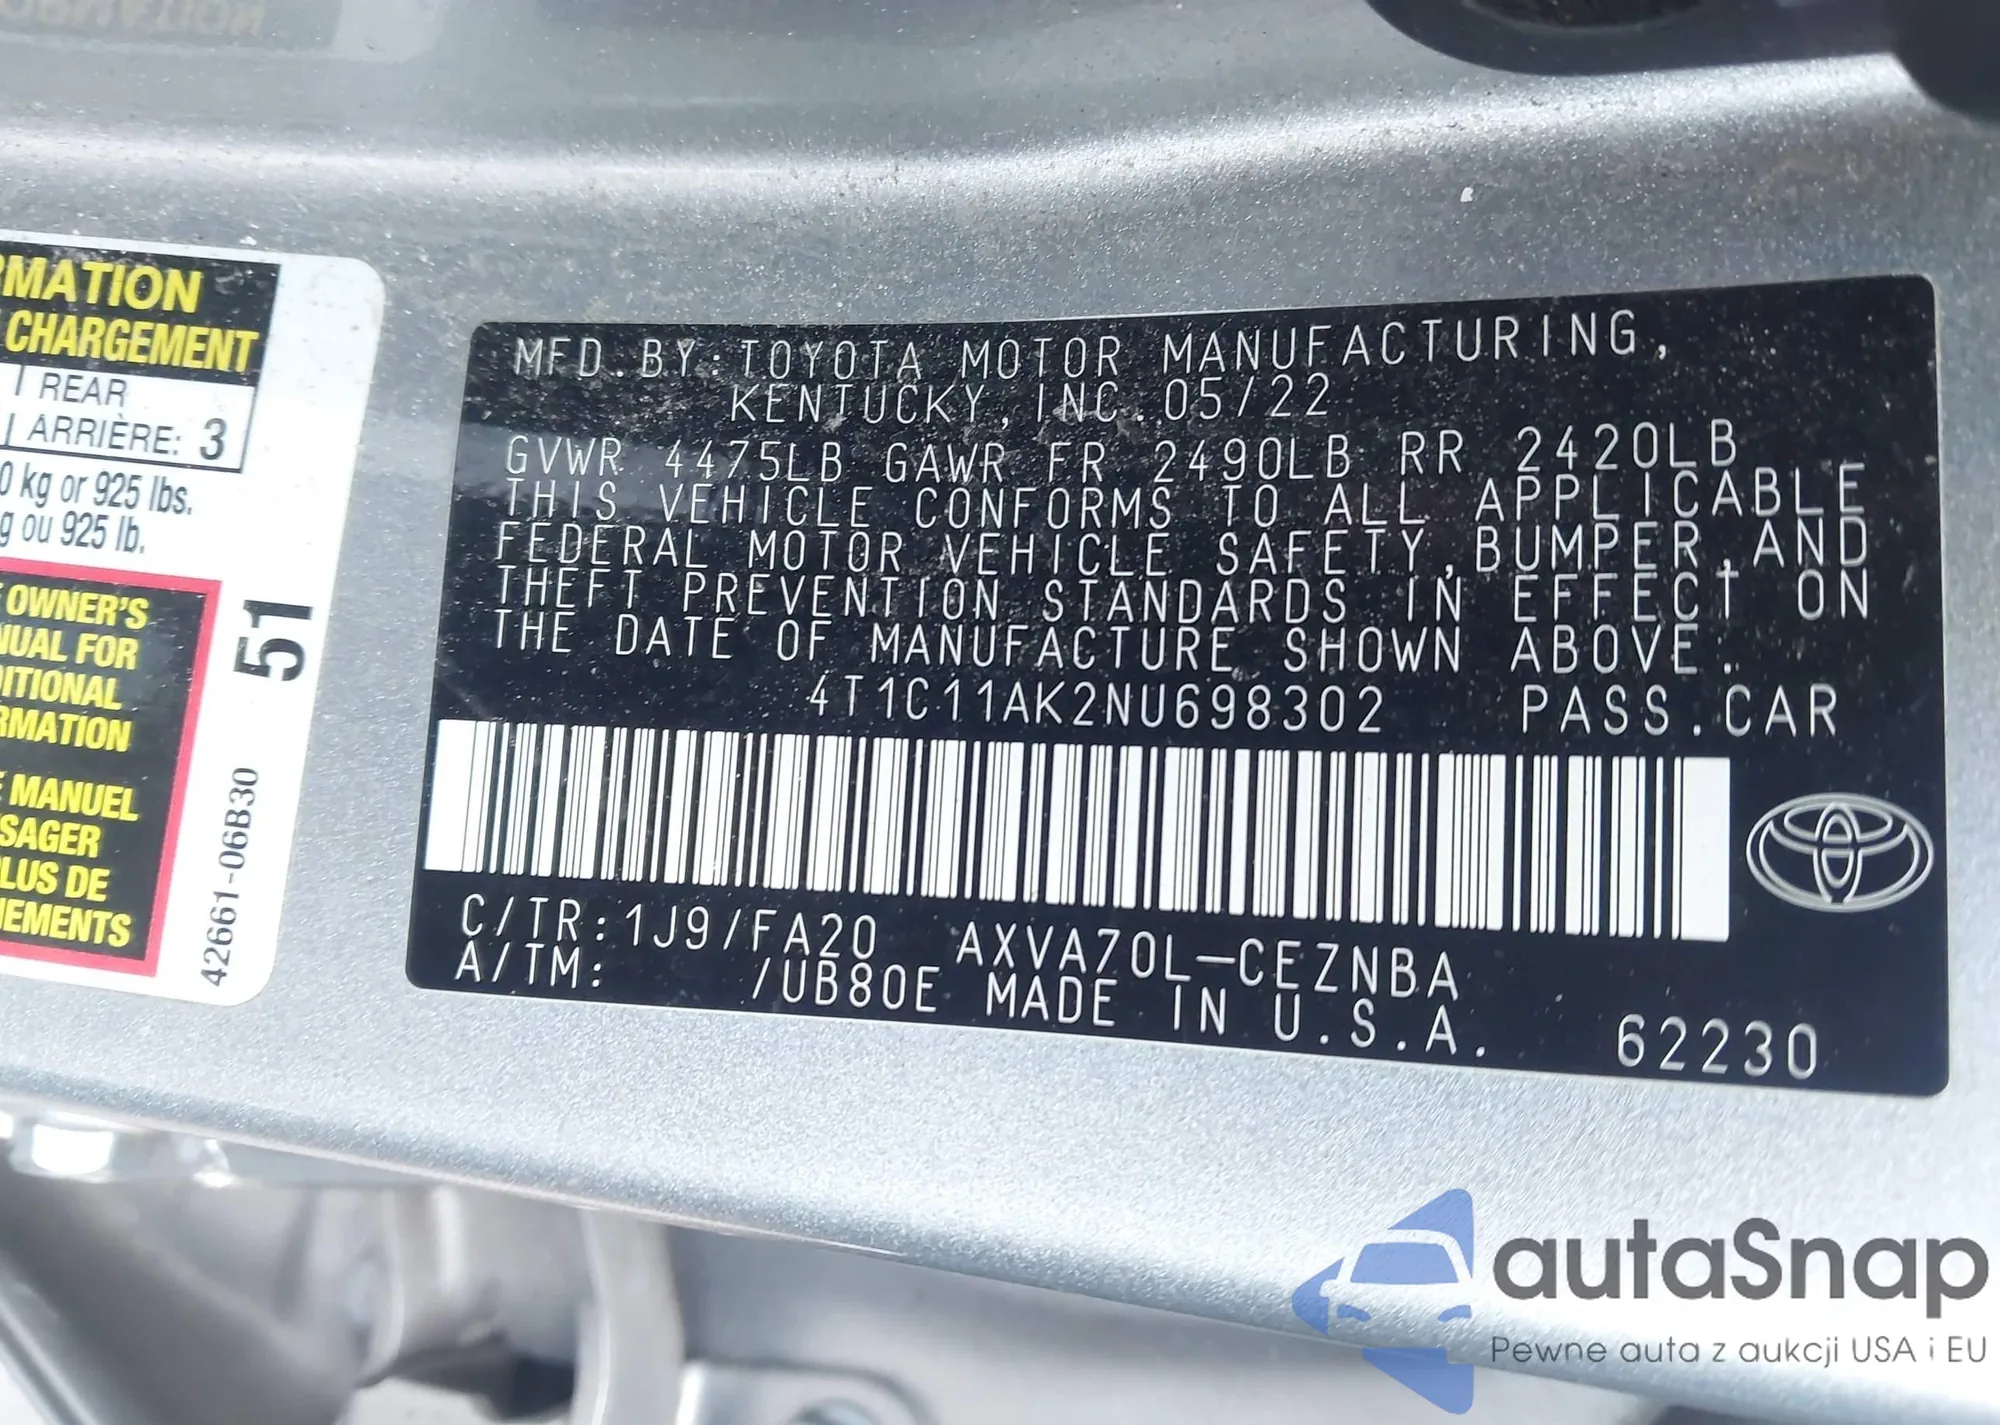 RMATION
CHARGEMENT
REAR
ARRIÈRE: 3
0 kg or 925 lbs.
g ou 925 lb.
OWNER'S
NUAL FOR
DITIONAL
RMATION
MANUEL
SAGER
PLUS DE
NEMENTS
51
42661-06B30
MFD.BY:TOYOTA MOTOR MANUFACTURING,
KENTUCKY, INC. 05/22
GVWR 4475LB GAWR FR 2490LB RR 2420LB
THIS VEHICLE CONFORMS TO ALL APPLICABLE
FEDERAL MOTOR VEHICLE SAFETY,BUMPER,AND
THEFT PREVENTION STANDARDS IN EFFECT ON
THE DATE OF MANUFACTURE SHOWN ABOVE.
4T1C11AK2NU698302 PASS.CAR
C/TR:1J9/FA20 AXVA70L-CEZNBA
A/TM: /UB80E MADE IN U.S.A. 62230
autaSnap
Pewne auta z aukcji USA i EU